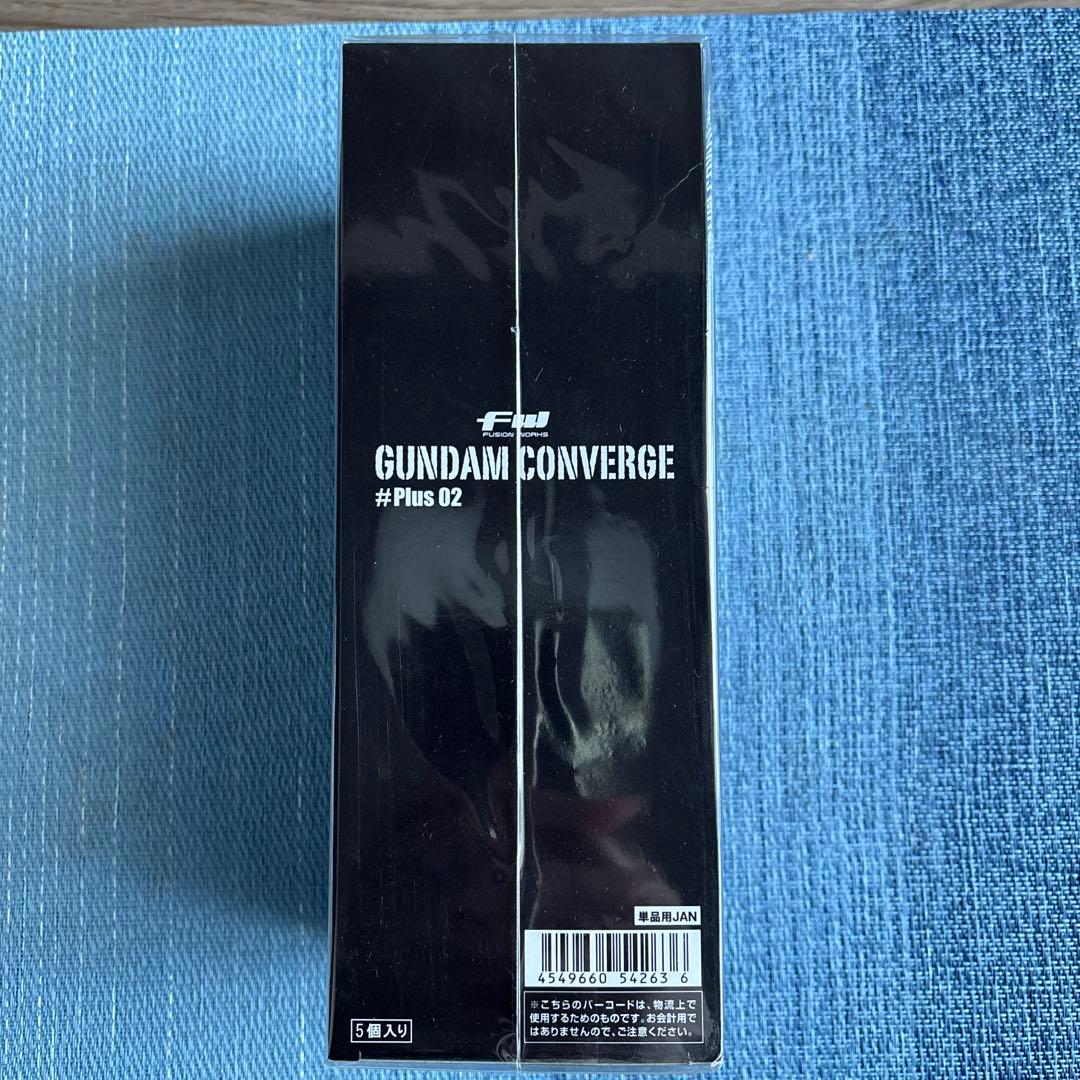 FW
FUSION WORKS
GUNDAM CONVERGE
#Plus 02
単品用JAN
4549660 54263 6
※こちらのバーコードは、物流上で
使用するためのものです。お会計用で
はありませんので、ご注意ください。
5個入り